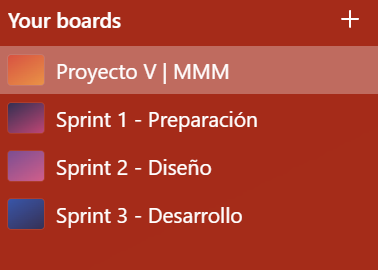 Your boards
Proyecto V | MMM
Sprint 1 - Preparación
Sprint 2 - Diseño
Sprint 3 - Desarrollo